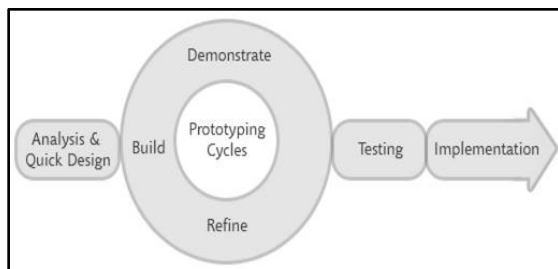 Demonstrate
Analysis &
Quick Design
Build
Prototyping
Cycles
Testing
Implementation
Refine